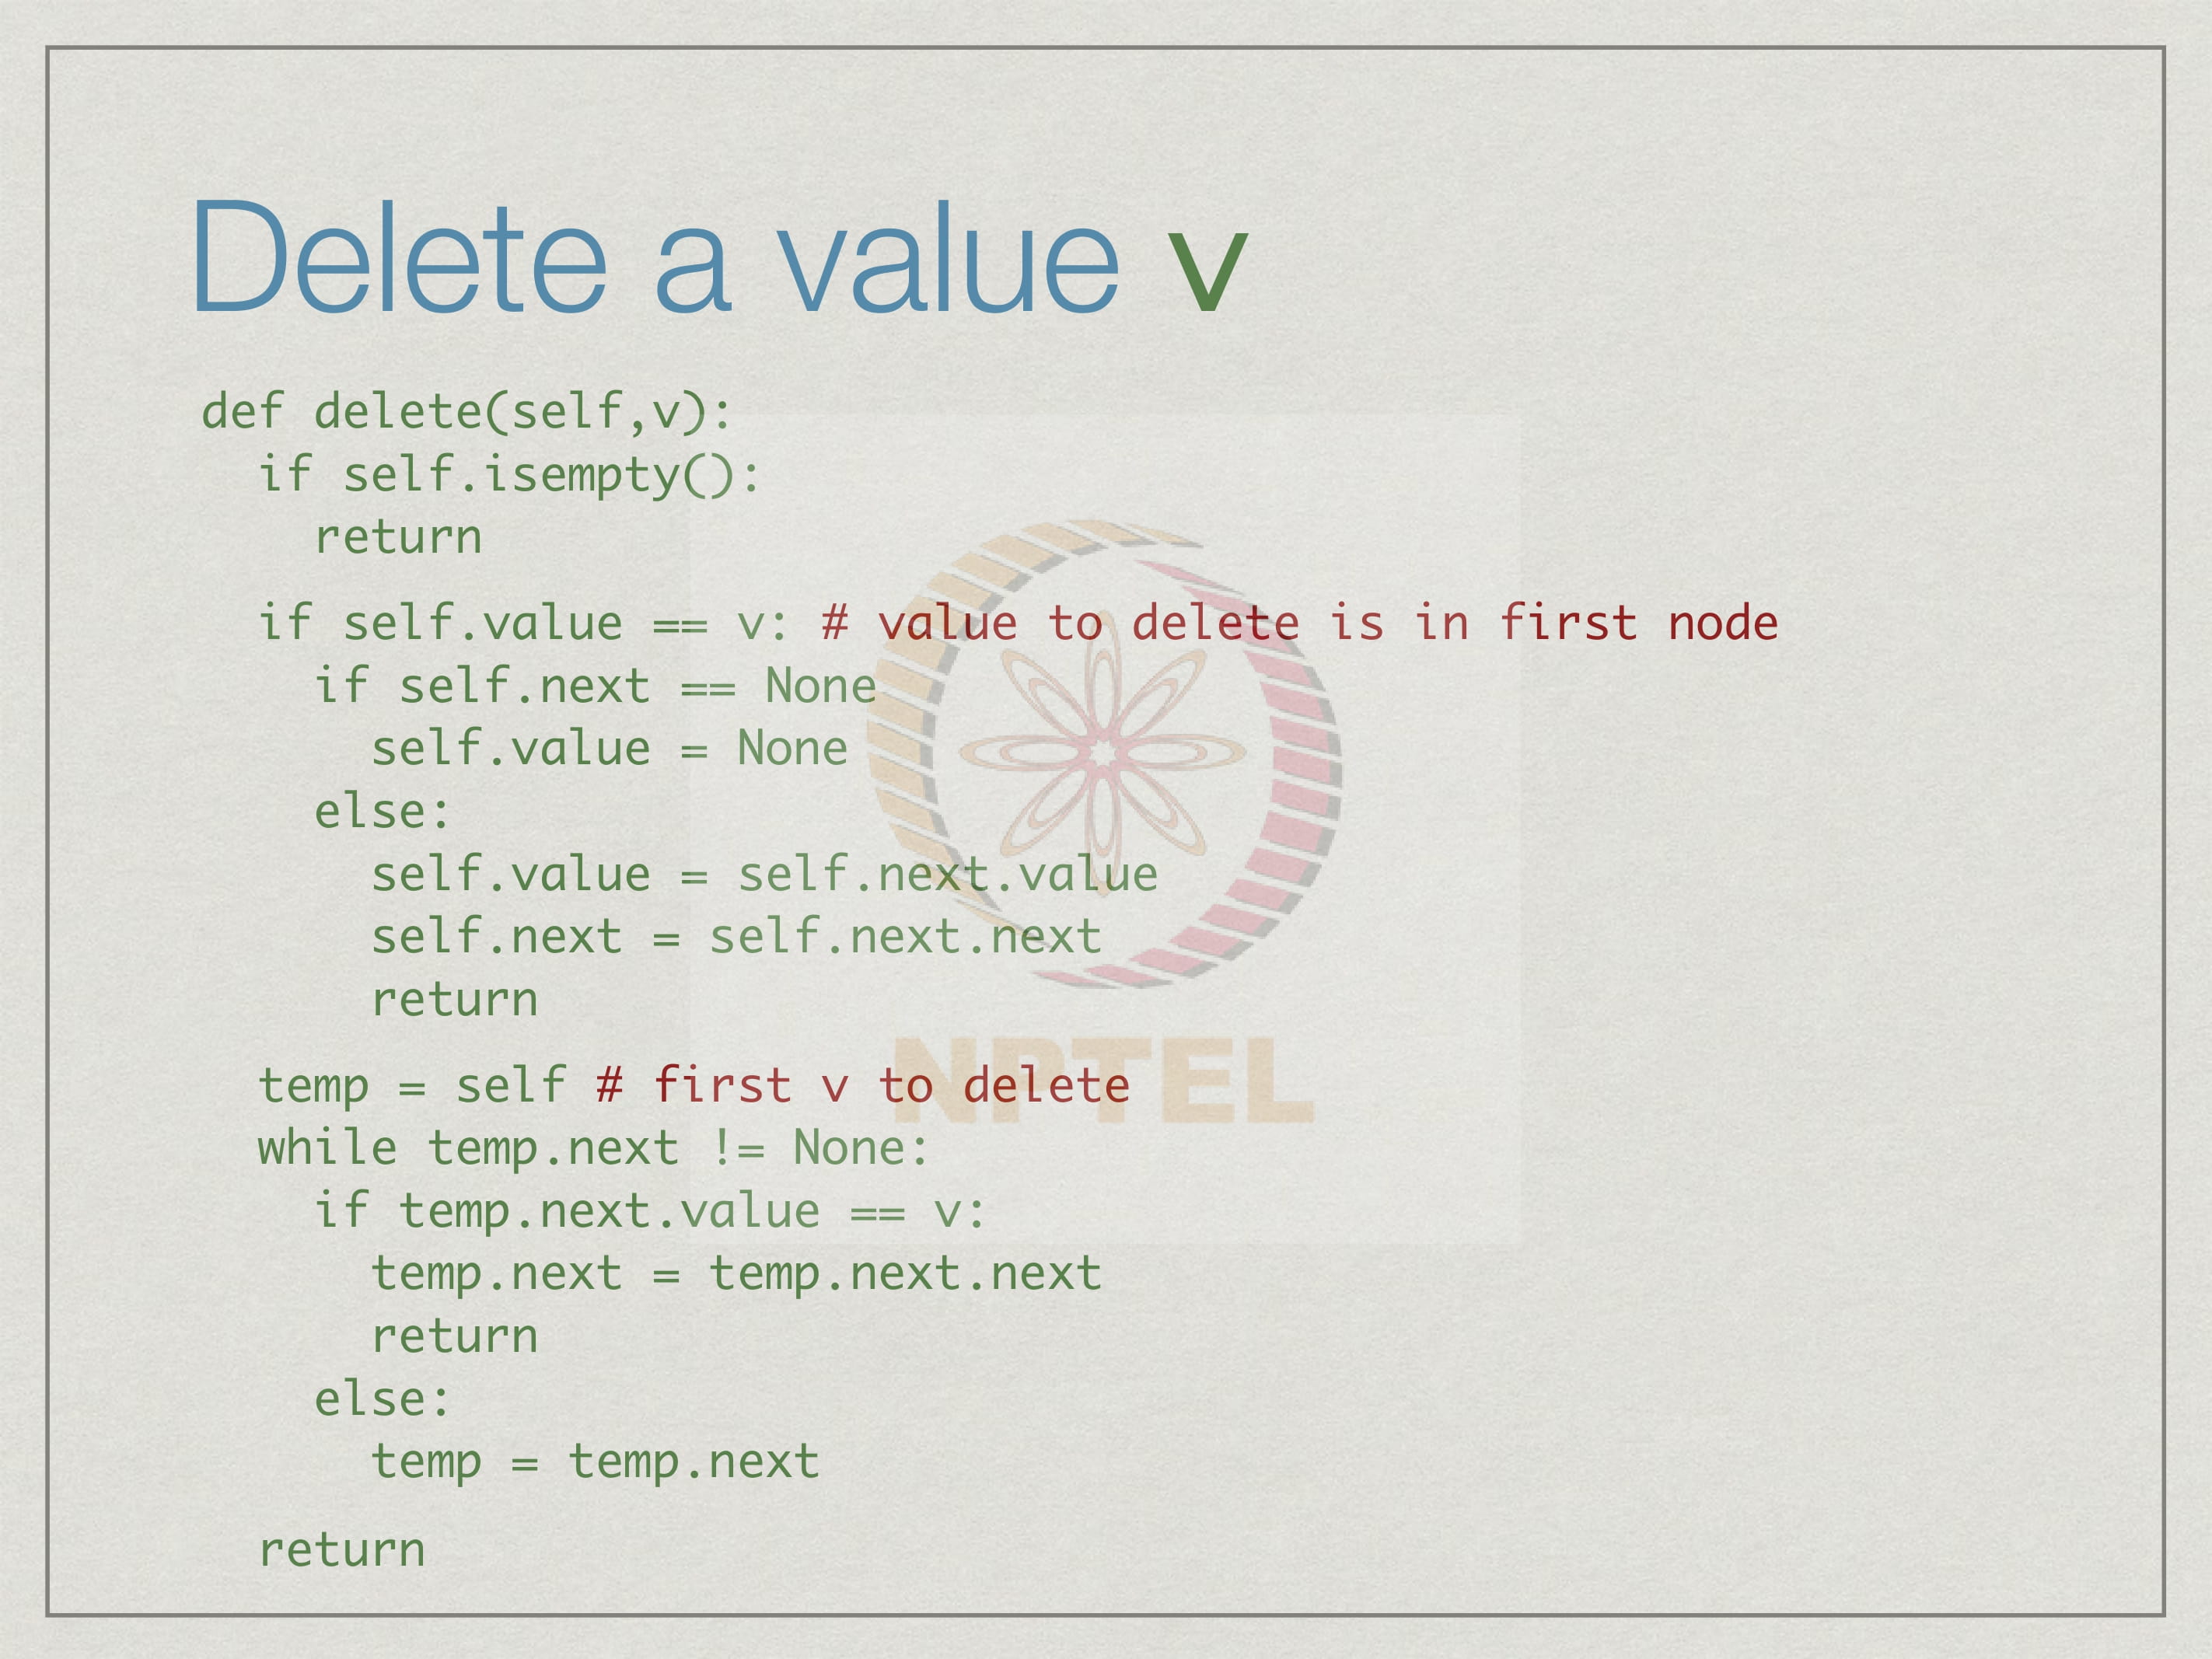 Delete a value v
def delete(self,v):
  if self.isempty():
    return
  if self.value == v: # value to delete is in first node
    if self.next == None
      self.value = None
    else:
      self.value = self.next.value
      self.next = self.next.next
      return
  temp = self # first v to delete
  while temp.next != None:
    if temp.next.value == v:
      temp.next = temp.next.next
      return
    else:
      temp = temp.next
  return
NPTEL